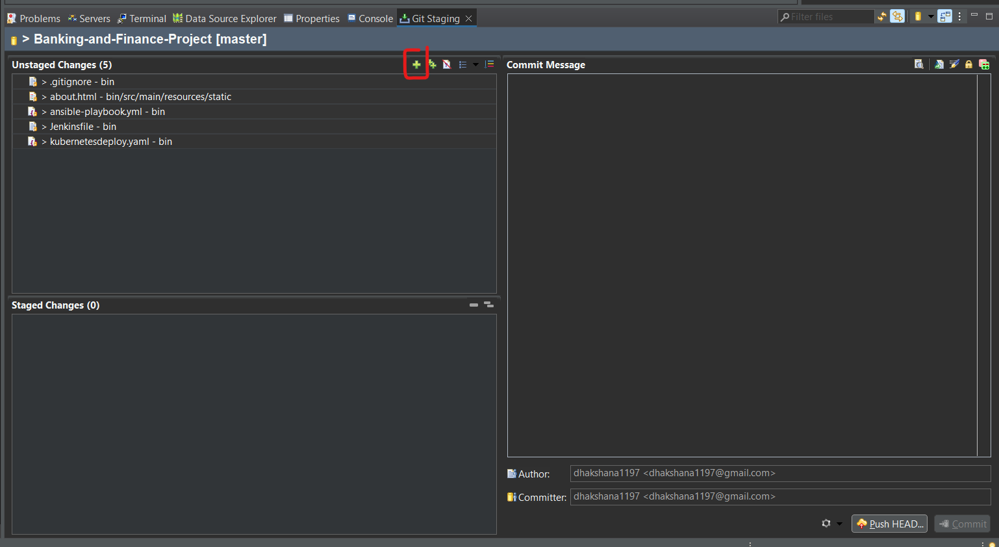 Problems Servers Terminal Data Source Explorer Properties Console Git Staging Filter files
> Banking-and-Finance-Project [master]
Unstaged Changes (5)
> .gitignore - bin
> about.html - bin/src/main/resources/static
> ansible-playbook.yml - bin
> Jenkinsfile - bin
> kubernetesdeploy.yaml - bin
Staged Changes (0)
Commit Message
Author: dhakshana1197 <dhakshana1197@gmail.com>
Committer: dhakshana1197 <dhakshana1197@gmail.com>
Push HEAD... Commit